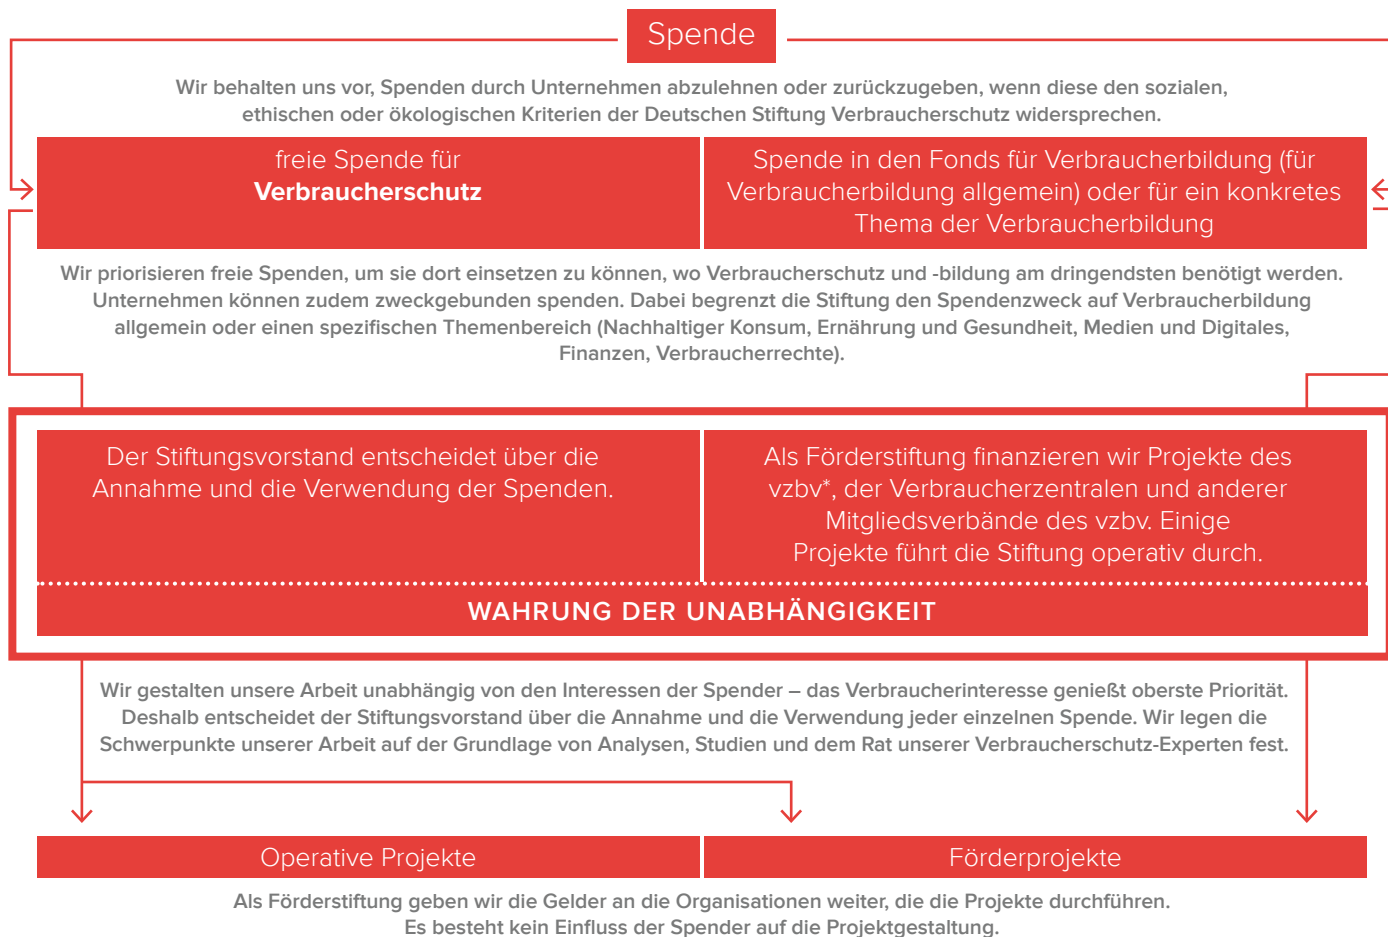 Spende
Wir behalten uns vor, Spenden durch Unternehmen abzulehnen oder zurückzugeben, wenn diese den sozialen,
ethischen oder ökologischen Kriterien der Deutschen Stiftung Verbraucherschutz widersprechen.
freie Spende für
Verbraucherschutz
Spende in den Fonds für Verbraucherbildung (für
Verbraucherbildung allgemein) oder für ein konkretes
Thema der Verbraucherbildung
Wir priorisieren freie Spenden, um sie dort einsetzen zu können, wo Verbraucherschutz und -bildung am dringendsten benötigt werden.
Unternehmen können zudem zweckgebunden spenden. Dabei begrenzt die Stiftung den Spendenzweck auf Verbraucherbildung
allgemein oder einen spezifischen Themenbereich (Nachhaltiger Konsum, Ernährung und Gesundheit, Medien und Digitales,
Finanzen, Verbraucherrechte).
Der Stiftungsvorstand entscheidet über die
Annahme und die Verwendung der Spenden.
Als Förderstiftung finanzieren wir Projekte des
vzbv*, der Verbraucherzentralen und anderer
Mitgliedsverbände des vzbv. Einige
Projekte führt die Stiftung operativ durch.
WAHRUNG DER UNABHÄNGIGKEIT
Wir gestalten unsere Arbeit unabhängig von den Interessen der Spender – das Verbraucherinteresse genießt oberste Priorität.
Deshalb entscheidet der Stiftungsvorstand über die Annahme und die Verwendung jeder einzelnen Spende. Wir legen die
Schwerpunkte unserer Arbeit auf der Grundlage von Analysen, Studien und dem Rat unserer Verbraucherschutz-Experten fest.
Operative Projekte
Förderprojekte
Als Förderstiftung geben wir die Gelder an die Organisationen weiter, die die Projekte durchführen.
Es besteht kein Einfluss der Spender auf die Projektgestaltung.